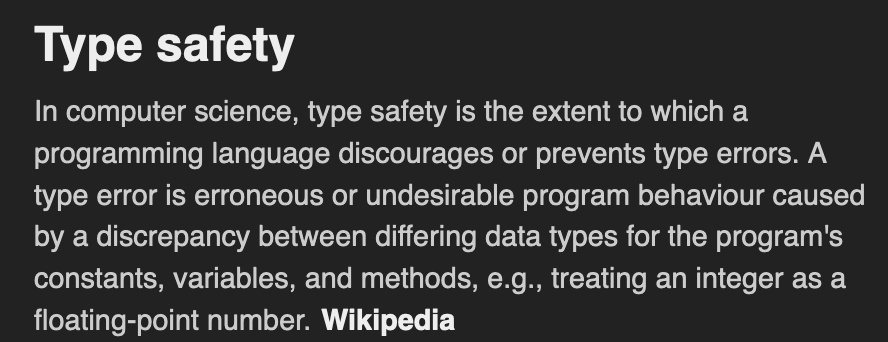 Type safety
In computer science, type safety is the extent to which a
programming language discourages or prevents type errors. A
type error is erroneous or undesirable program behaviour caused
by a discrepancy between differing data types for the program's
constants, variables, and methods, e.g., treating an integer as a
floating-point number. Wikipedia